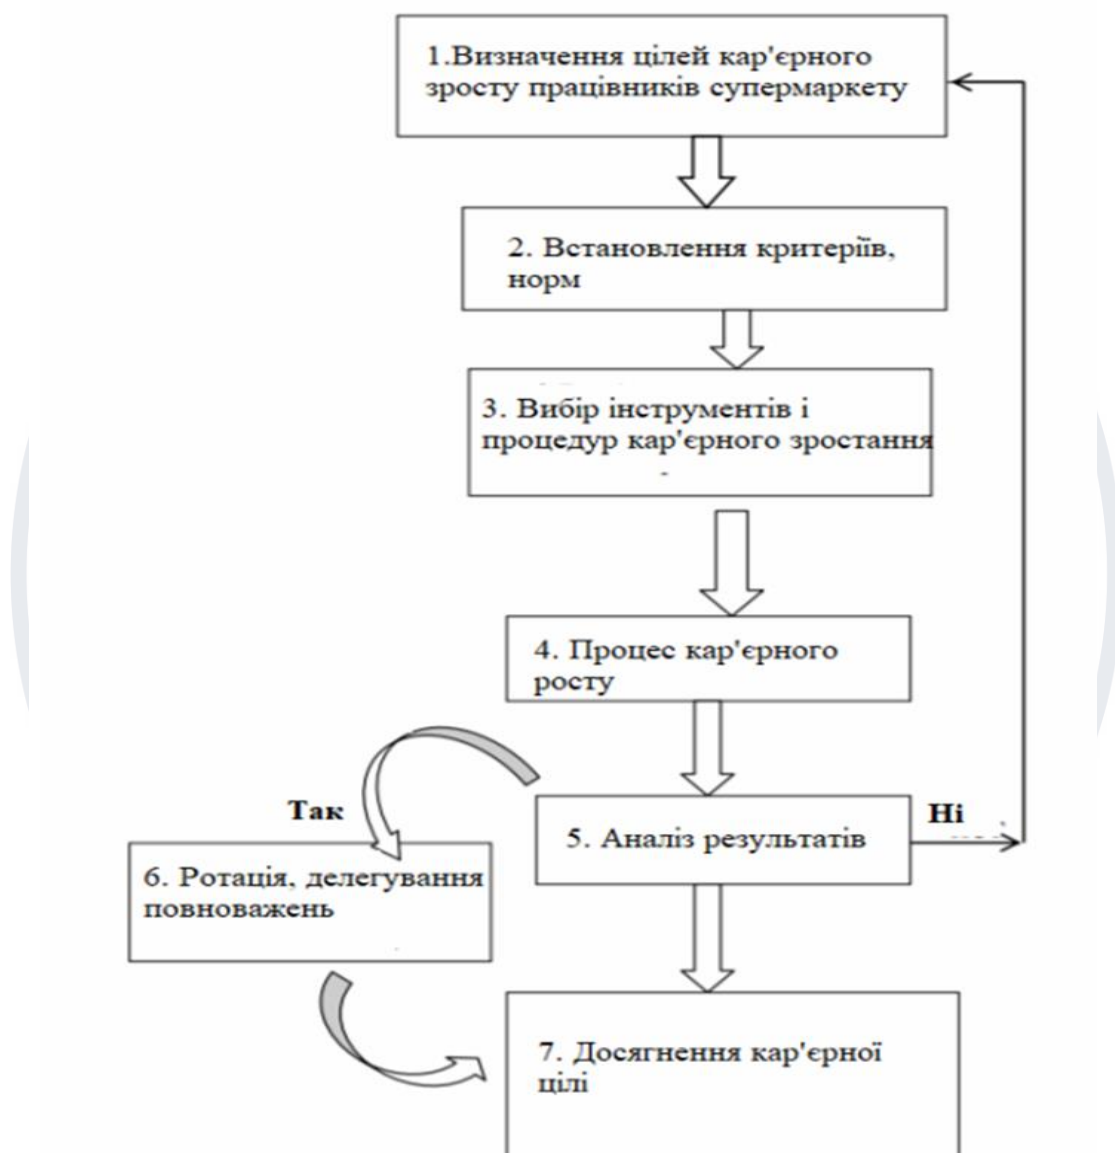 1.Визначення цілей кар'єрного
зросту працівників супермаркету
2. Встановлення критеріїв,
норм
3. Вибір інструментів і
процедур кар'єрного зростання
4. Процес кар'єрного
росту
Так
Ні
5. Аналіз результатів
6. Ротація, делегування
повноважень
7. Досягнення кар'єрної
цілі